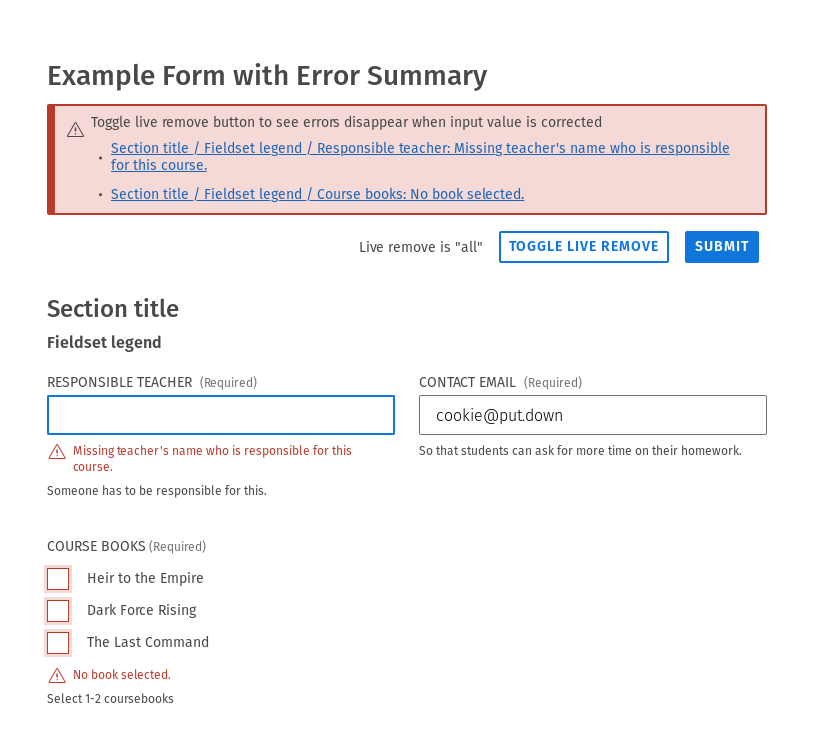 Example Form with Error Summary
Toggle live remove button to see errors disappear when input value is corrected
• Section title / Fieldset legend / Responsible teacher: Missing teacher's name who is responsible
for this course.
• Section title / Fieldset legend / Course books: No book selected.
Live remove is "all" TOGGLE LIVE REMOVE SUBMIT
Section title
Fieldset legend
RESPONSIBLE TEACHER (Required) CONTACT EMAIL (Required)
cookie@put.down
Missing teacher's name who is responsible for this So that students can ask for more time on their homework.
course.
Someone has to be responsible for this.
COURSE BOOKS (Required)
Heir to the Empire
Dark Force Rising
The Last Command
No book selected.
Select 1-2 coursebooks